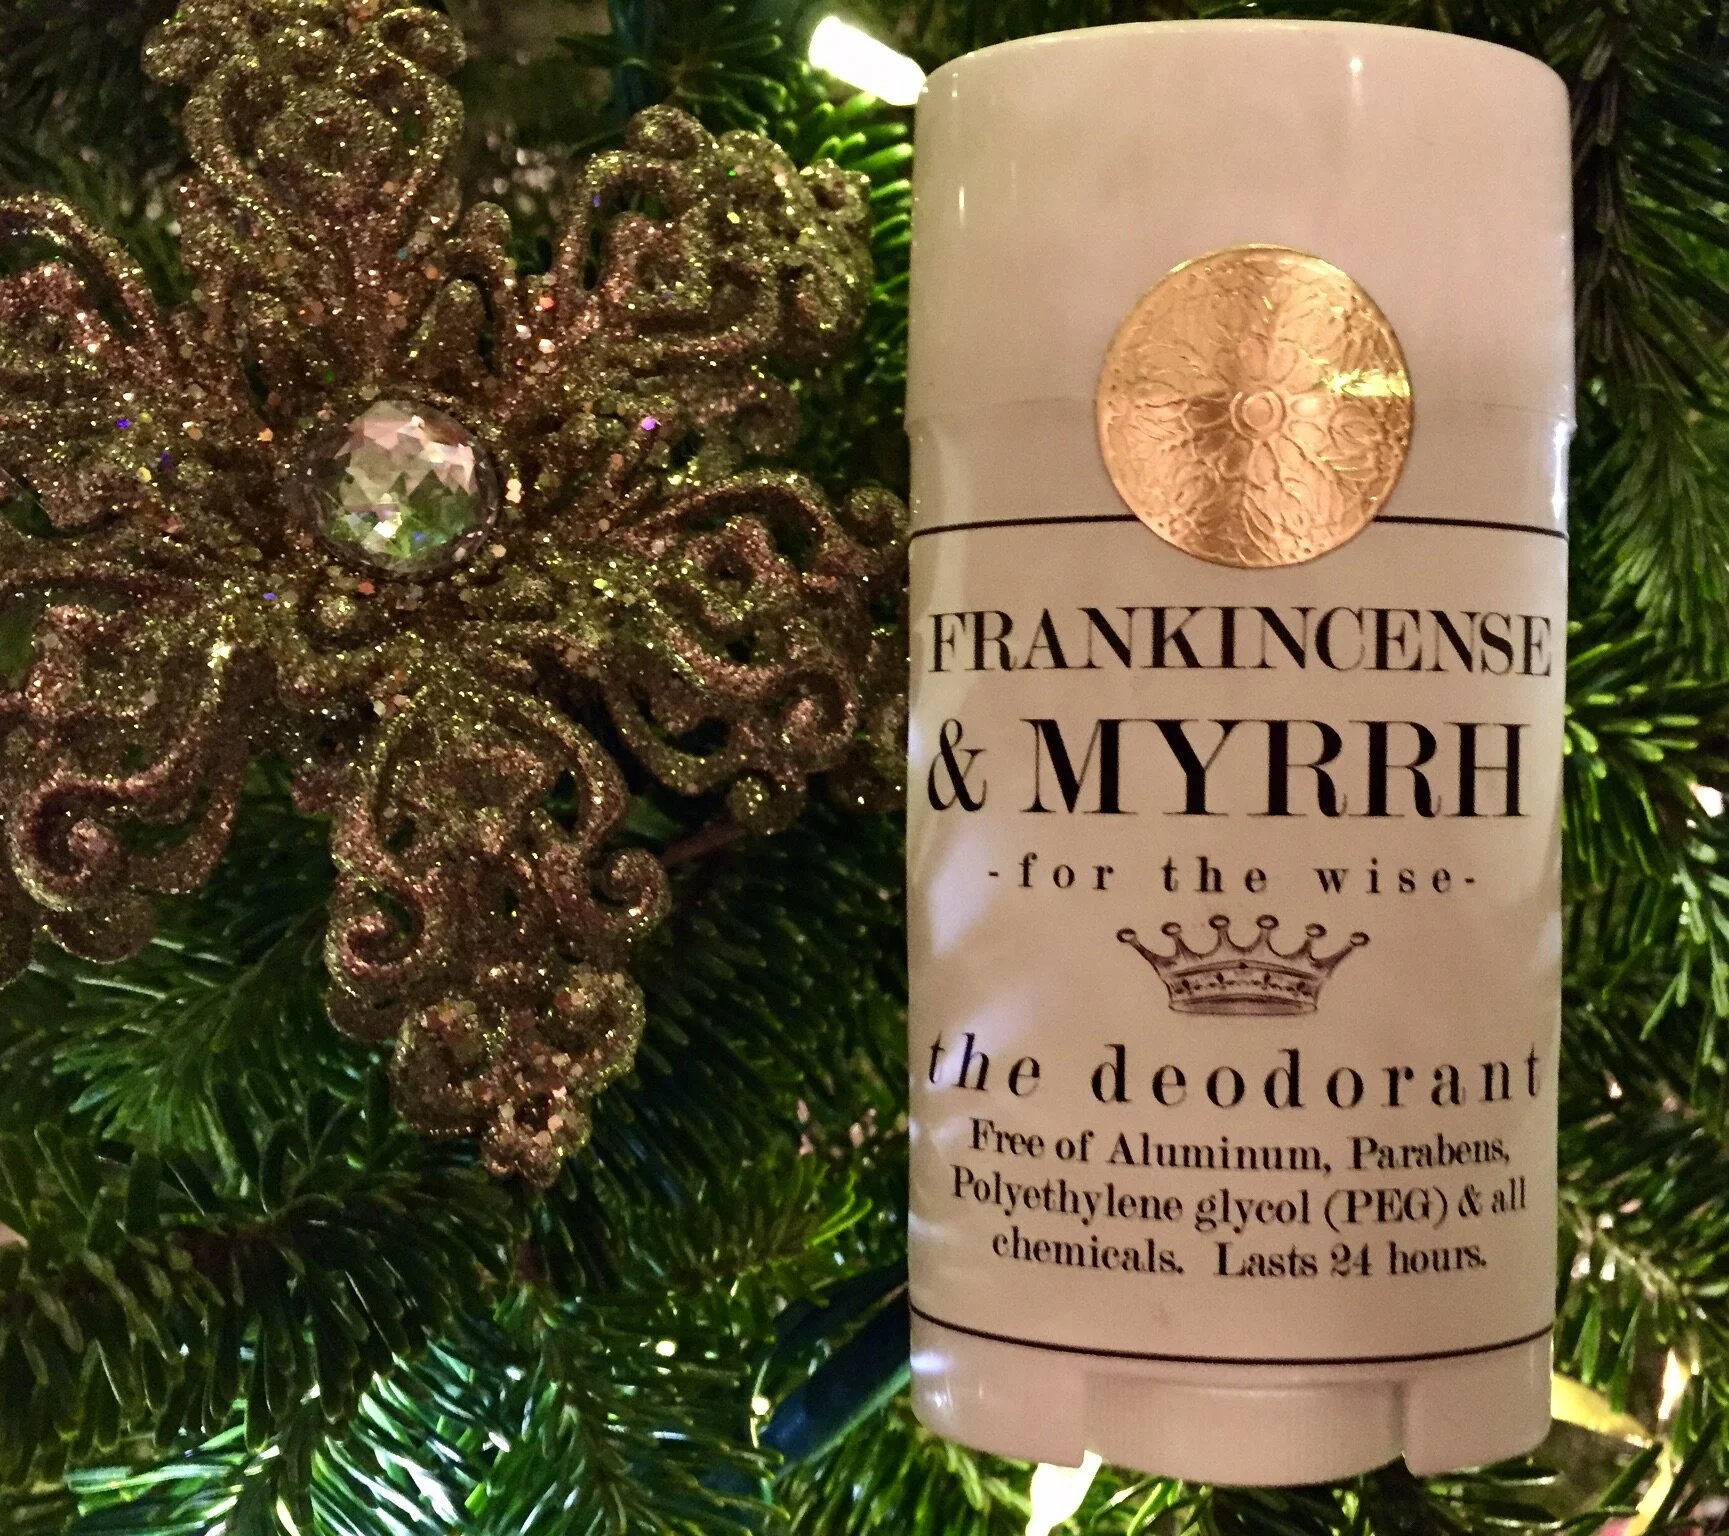 FRANKINCENSE
& MYRRH
-for the wise-
the deodorant
Free of Aluminum, Parabens,
Polyethylene glycol (PEG) & all
chemicals. Lasts 24 hours.